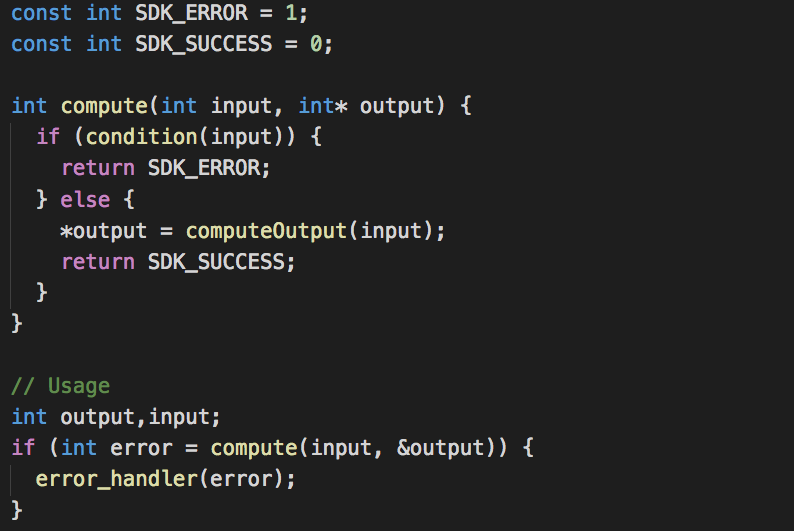 const int SDK_ERROR = 1;
const int SDK_SUCCESS = 0;

int compute(int input, int* output) {
  if (condition(input)) {
    return SDK_ERROR;
  } else {
    *output = computeOutput(input);
    return SDK_SUCCESS;
  }
}

// Usage
int output,input;
if (int error = compute(input, &output)) {
  error_handler(error);
}